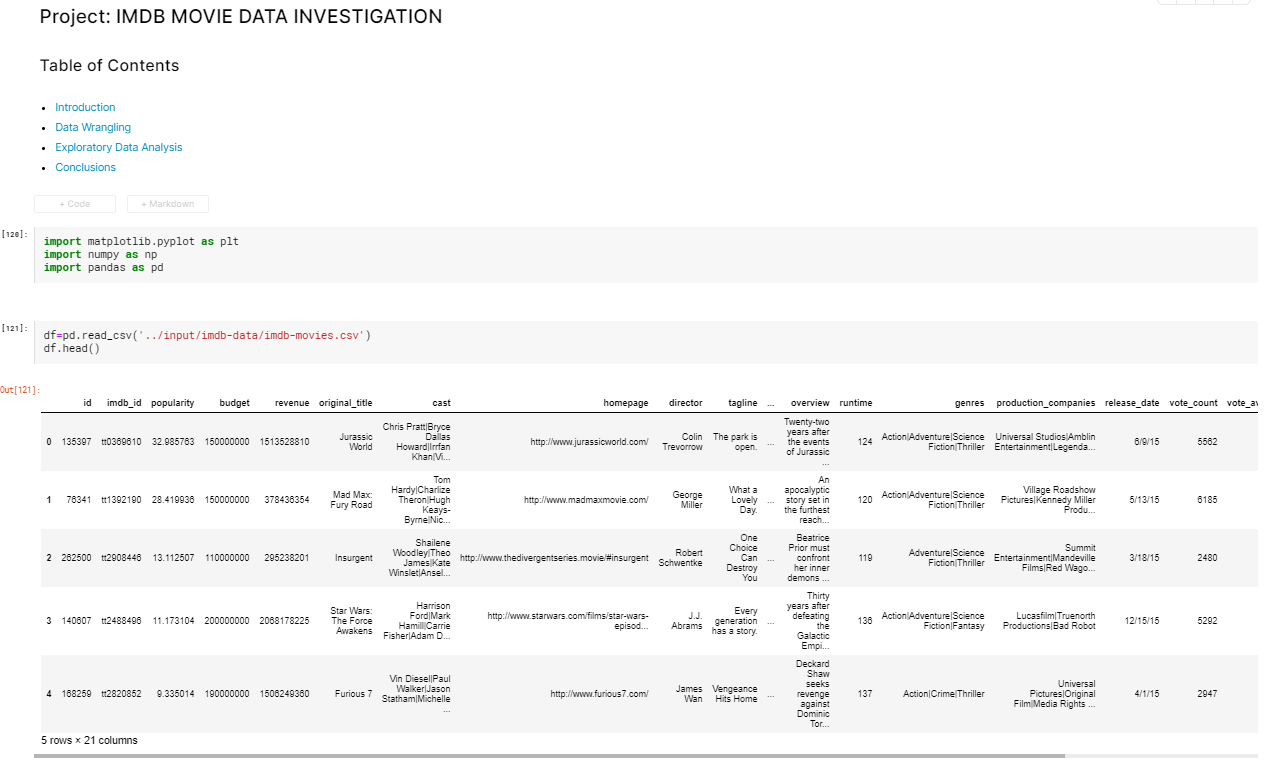 Project: IMDB MOVIE DATA INVESTIGATION
Table of Contents
Introduction
Data Wrangling
Exploratory Data Analysis
Conclusions
+ Code + Markdown
[120]:
import matplotlib.pyplot as plt
import numpy as np
import pandas as pd
[121]:
df=pd.read_csv('../input/imdb-data/imdb-movies.csv')
df.head()
Out[121]:
id imdb_id popularity budget revenue original_title cast homepage director tagline ... overview runtime genres production_companies release_date vote_count vote_av
0 135397 tt0369610 32.985763 150000000 1513528810 Jurassic World Chris Pratt|Bryce Dallas Howard|Irrfan Khan|Vi... http://www.jurassicworld.com/ Colin Trevorrow The park is open. ... Twenty-two years after the events of Jurassic ... 124 Action|Adventure|Science Fiction|Thriller Universal Studios|Amblin Entertainment|Legenda... 6/9/15 5562
1 76341 tt1392190 28.419936 150000000 378436354 Mad Max: Fury Road Tom Hardy|Charlize Theron|Hugh Keays-Byrne|Nic... http://www.madmaxmovie.com/ George Miller What a Lovely Day. ... An apocalyptic story set in the furthest reach... 120 Action|Adventure|Science Fiction|Thriller Village Roadshow Pictures|Kennedy Miller Produ... 5/13/15 6185
2 262500 tt2908446 13.112507 110000000 295238201 Insurgent Shailene Woodley|Theo James|Kate Winslet|Ansel... http://www.thedivergentseries.movie/#insurgent Robert Schwentke One Choice Can Destroy You ... Beatrice Prior must confront her inner demons ... 119 Adventure|Science Fiction|Thriller Summit Entertainment|Mandeville Films|Red Wago... 3/18/15 2480
3 140607 tt2488496 11.173104 200000000 2068178225 Star Wars: The Force Awakens Harrison Ford|Mark Hamill|Carrie Fisher|Adam D... http://www.starwars.com/films/star-wars-episod... J.J. Abrams Every generation has a story. ... Thirty years after defeating the Galactic Empi... 136 Action|Adventure|Science Fiction|Fantasy Lucasfilm|Truenorth Productions|Bad Robot 12/15/15 5292
4 168259 tt2820852 9.335014 190000000 1506249360 Furious 7 Vin Diesel|Paul Walker|Jason Statham|Michelle ... http://www.furious7.com/ James Wan Vengeance Hits Home ... Deckard Shaw seeks revenge against Dominic Tor... 137 Action|Crime|Thriller Universal Pictures|Original Film|Media Rights ... 4/1/15 2947
5 rows × 21 columns